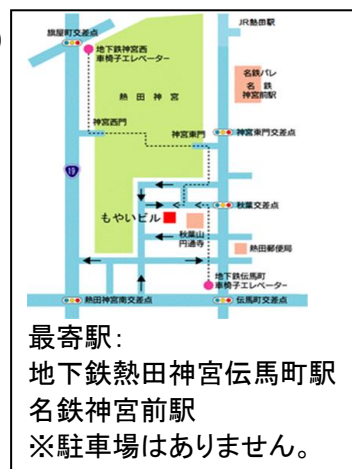 旗屋町交差点
JR熱田駅
地下鉄神宮西
車椅子エレベーター
名鉄パレ
名鉄
神宮前駅
熱田神宮
神宮西門
神宮東門
神宮東門交差点
19
秋葉交差点
もやいビル
秋葉山
円通寺
熱田郵便局
地下鉄伝馬町
車椅子エレベーター
熱田神宮南交差点
伝馬町交差点
最寄駅:
地下鉄熱田神宮伝馬町駅
名鉄神宮前駅
※駐車場はありません。